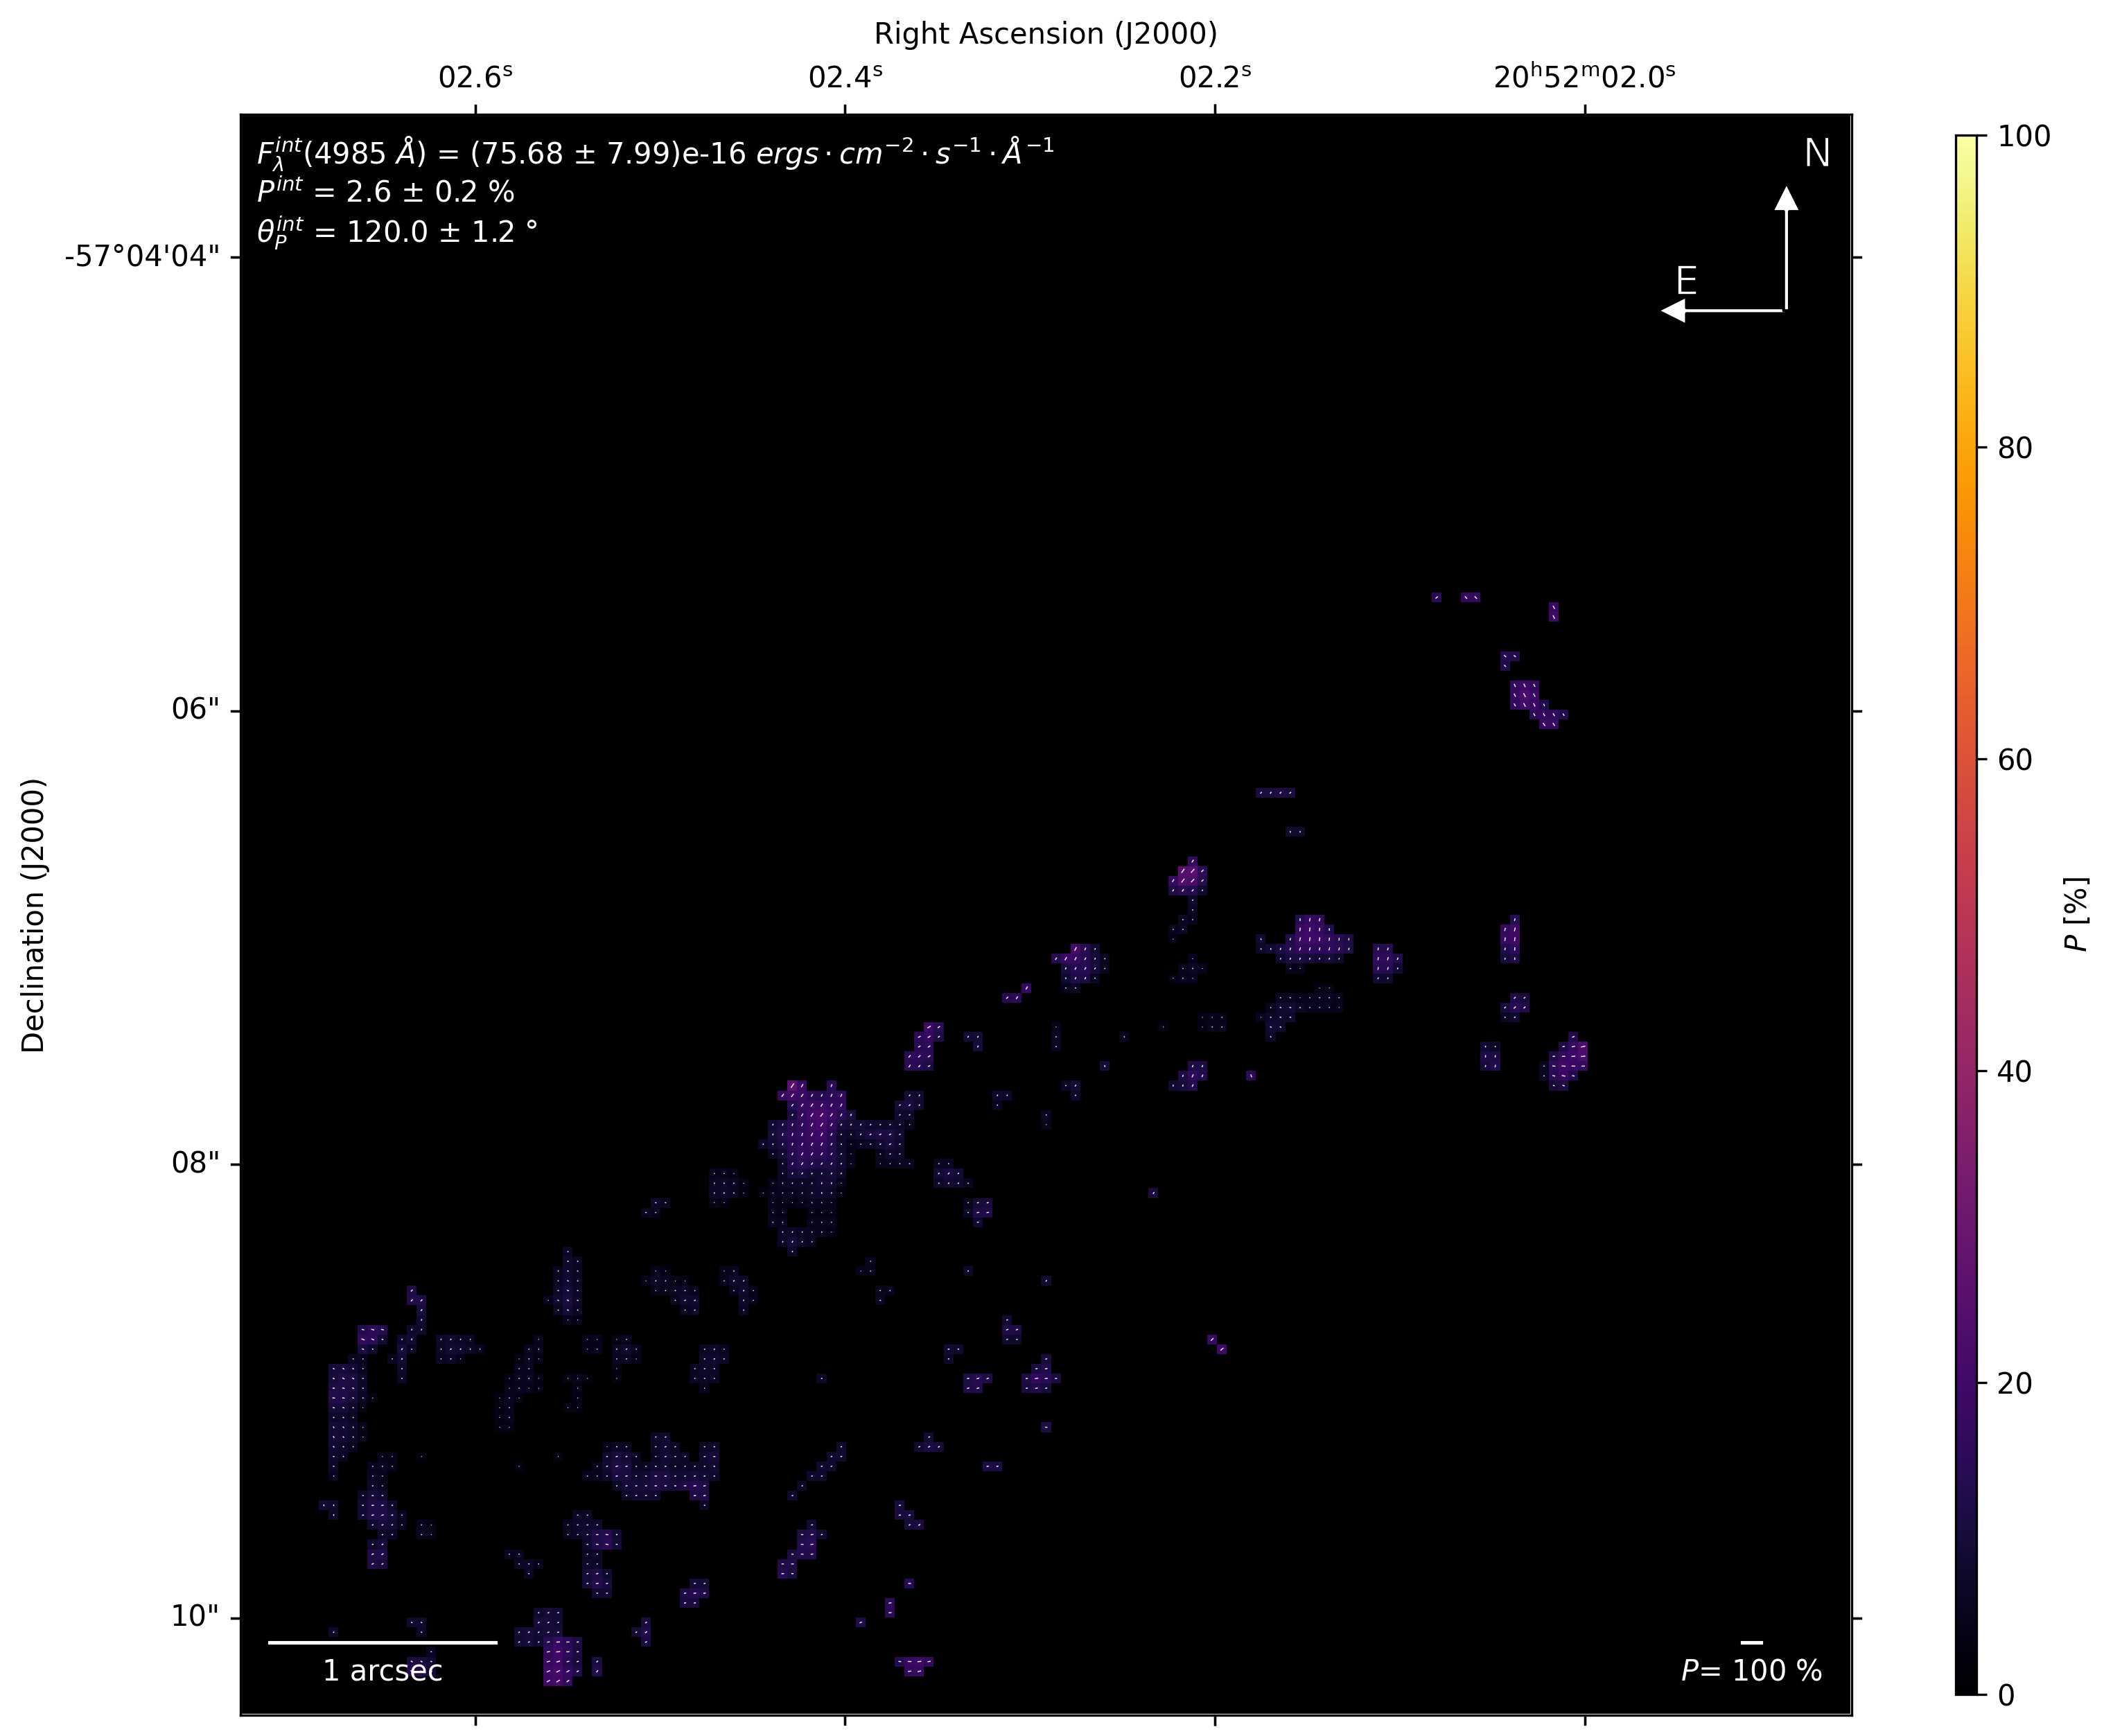 Right Ascension (J2000)
02.6ˢ 02.4ˢ 02.2ˢ 20ʰ52ᵐ02.0ˢ
F_λ^int(4985 Å) = (75.68 ± 7.99)e-16 ergs · cm⁻² · s⁻¹ · Å⁻¹
P^int = 2.6 ± 0.2 %
θ_P^int = 120.0 ± 1.2 °
N
E
-57°04'04"
06"
08"
10"
Declination (J2000)
1 arcsec
P= 100 %
100
80
60
40
20
0
P [%]